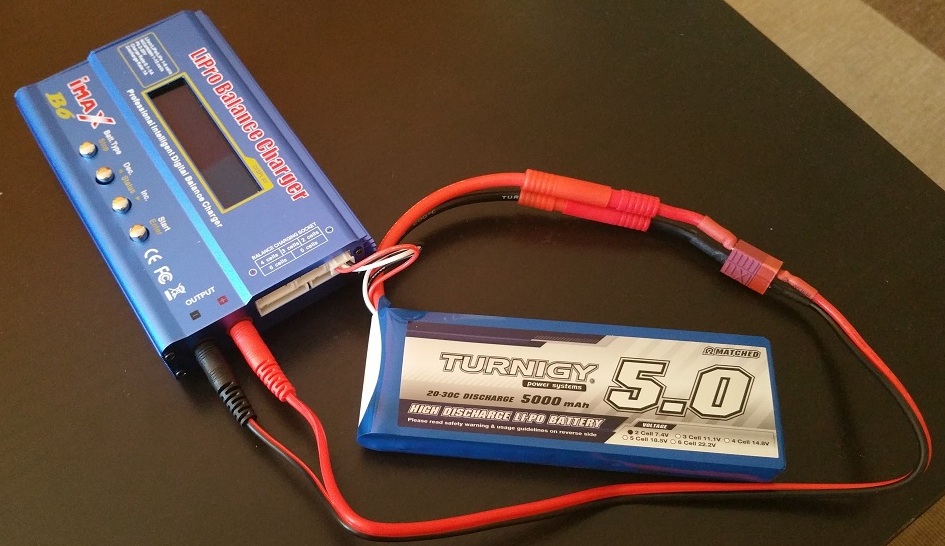 LiPro Balance Charger
iMAX
B6
Professional Intelligent Digital Balance Charger
Batt.Type
Stop
Dec.
Status
Inc.
Start
Enter
BALANCE CHARGING SOCKET
4 cells 3 cells 2 cells
6 cells 5 cells
CE FC
OUTPUT
TURNIGY
power systems
MATCHED
5.0
20-30C DISCHARGE 5000 mAh
HIGH DISCHARGE LI-PO BATTERY
Please read safety warning & usage guidelines on reverse side
VOLTAGE
2 Cell 7.4V 3 Cell 11.1V 4 Cell 14.8V
5 Cell 18.5V 6 Cell 22.2V